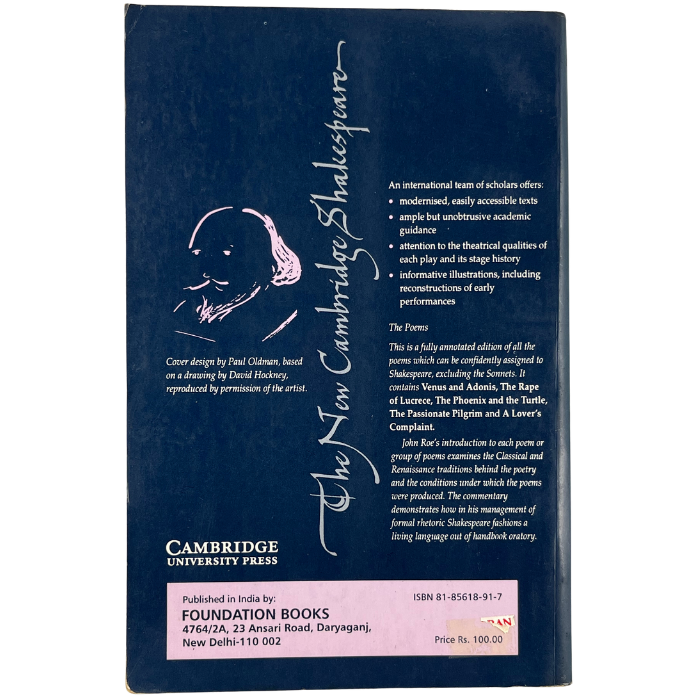 The New Cambridge Shakespeare
An international team of scholars offers:
• modernised, easily accessible texts
• ample but unobtrusive academic
guidance
• attention to the theatrical qualities of
each play and its stage history
• informative illustrations, including
reconstructions of early
performances
The Poems
This is a fully annotated edition of all the
poems which can be confidently assigned to
Shakespeare, excluding the Sonnets. It
contains Venus and Adonis, The Rape
of Lucrece, The Phoenix and the Turtle,
The Passionate Pilgrim and A Lover's
Complaint.
John Roe's introduction to each poem or
group of poems examines the Classical and
Renaissance traditions behind the poetry
and the conditions under which the poems
were produced. The commentary
demonstrates how in his management of
formal rhetoric Shakespeare fashions a
living language out of handbook oratory.
Cover design by Paul Oldman, based
on a drawing by David Hockney,
reproduced by permission of the artist.
CAMBRIDGE
UNIVERSITY PRESS
Published in India by:
FOUNDATION BOOKS
4764/2A, 23 Ansari Road, Daryaganj,
New Delhi-110 002
ISBN 81-85618-91-7
Price Rs. 100.00